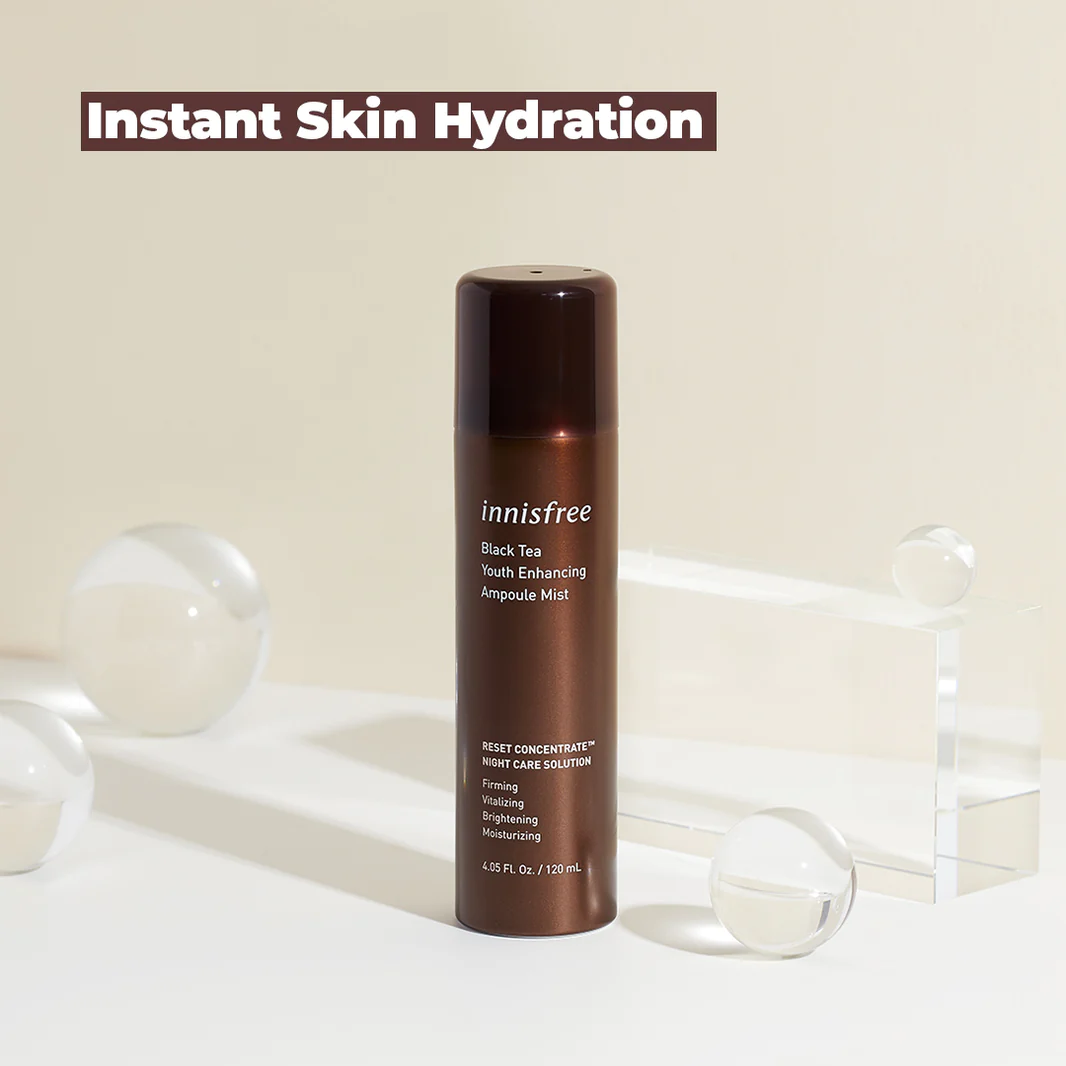 Instant Skin Hydration
innisfree
Black Tea
Youth Enhancing
Ampoule Mist
RESET CONCENTRATE™
NIGHT CARE SOLUTION
Firming
Vitalizing
Brightening
Moisturizing
4.05 Fl. Oz. / 120 mL